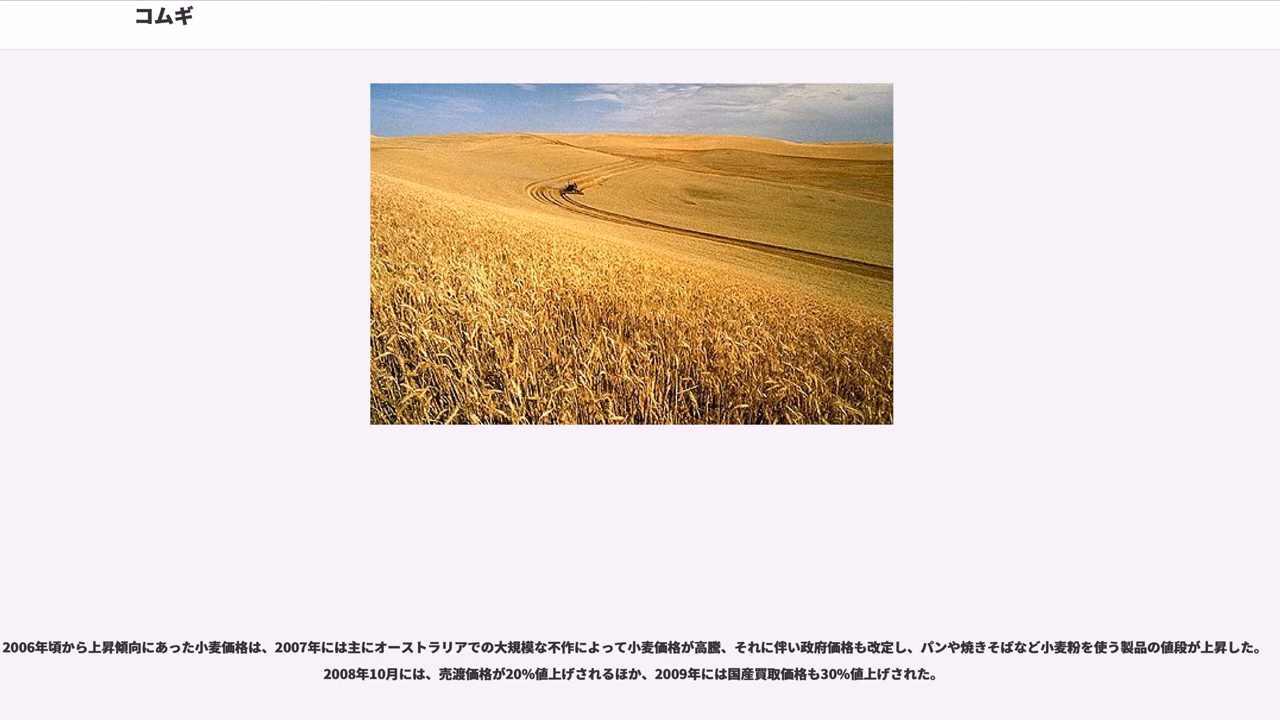 コムギ
2006年頃から上昇傾向にあった小麦価格は、2007年には主にオーストラリアでの大規模な不作によって小麦価格が高騰、それに伴い政府価格も改定し、パンや焼きそばなど小麦粉を使う製品の値段が上昇した。
2008年10月には、売渡価格が20%値上げされるほか、2009年には国産買取価格も30%値上げされた。